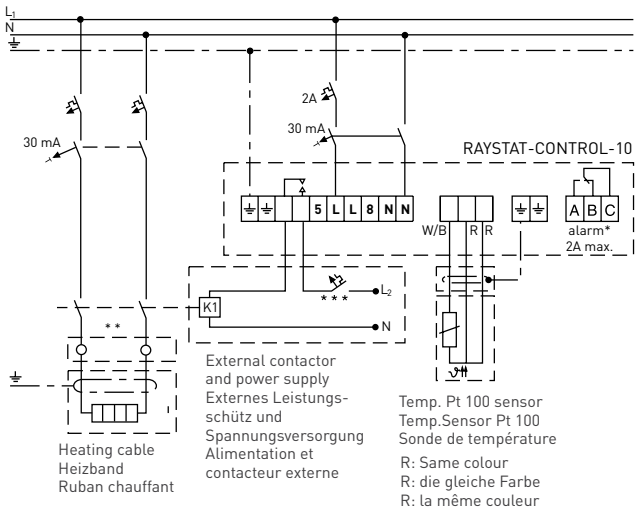 L1
N
2A
30 mA
30 mA
RAYSTAT-CONTROL-10
5 L L 8 N N
A B C
W/B R R
alarm*
2A max.
* * *
L2
K1
N
* *
External contactor
and power supply
Externes Leistungs-
schütz und
Spannungsversorgung
Alimentation et
contacteur externe
Temp. Pt 100 sensor
Temp.Sensor Pt 100
Sonde de température
R: Same colour
R: die gleiche Farbe
R: la même couleur
Heating cable
Heizband
Ruban chauffant